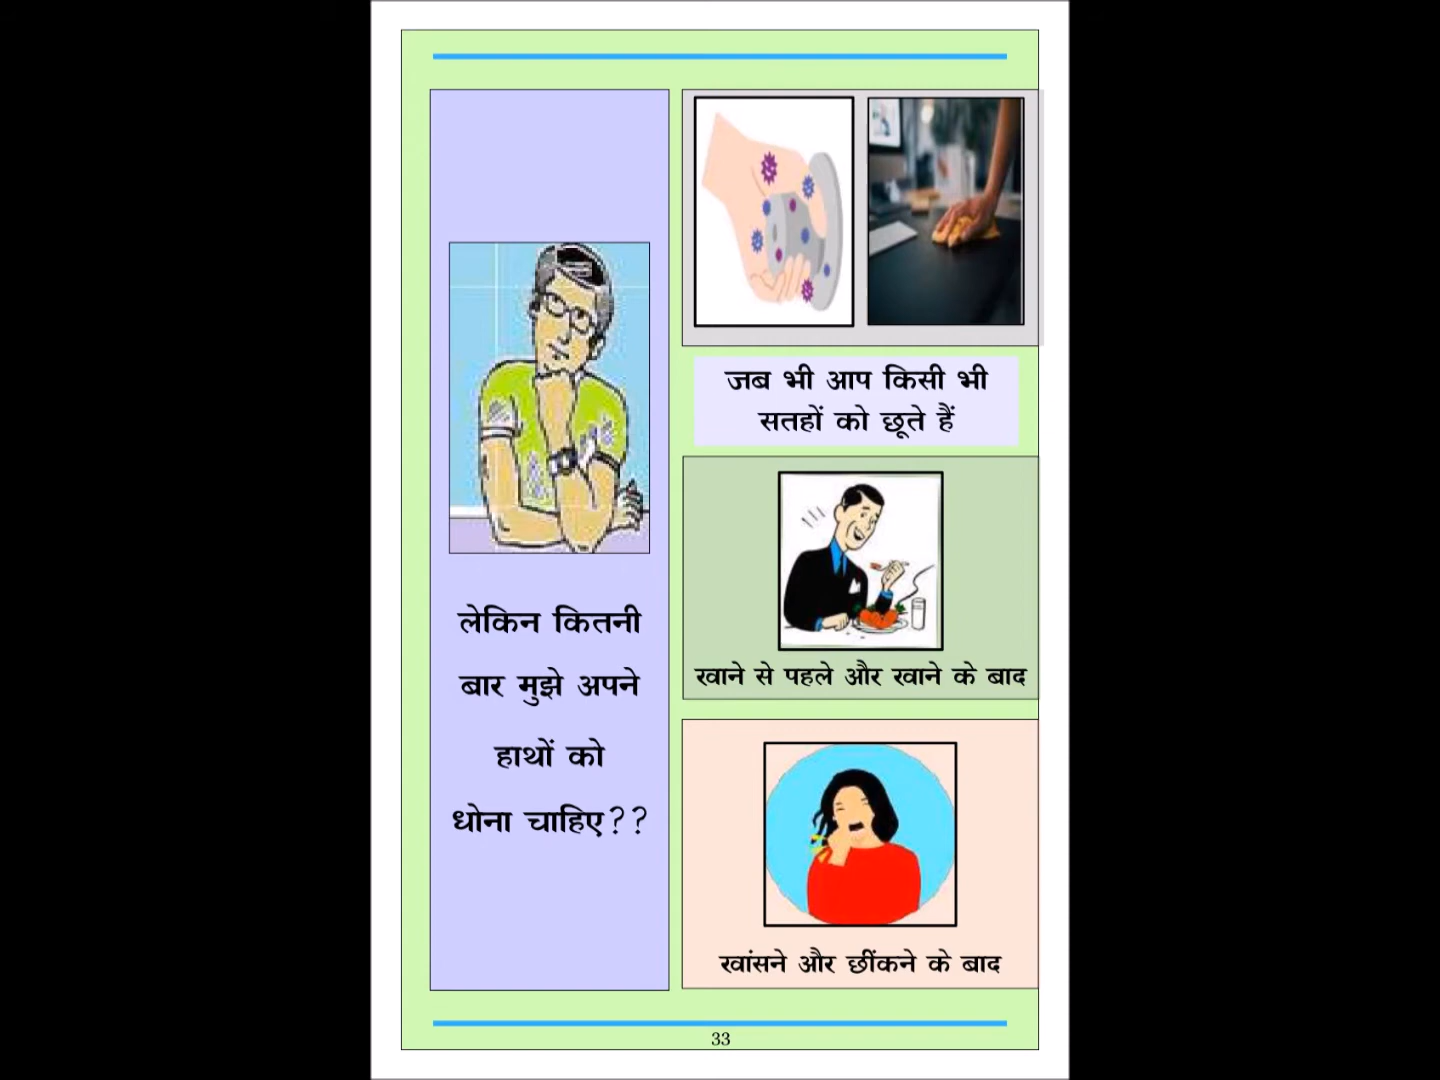 लेकिन कितनी
बार मुझे अपने
हाथों को
धोना चाहिए??
जब भी आप किसी भी
सतहों को छूते हैं
खाने से पहले और खाने के बाद
खांसने और छींकने के बाद
33